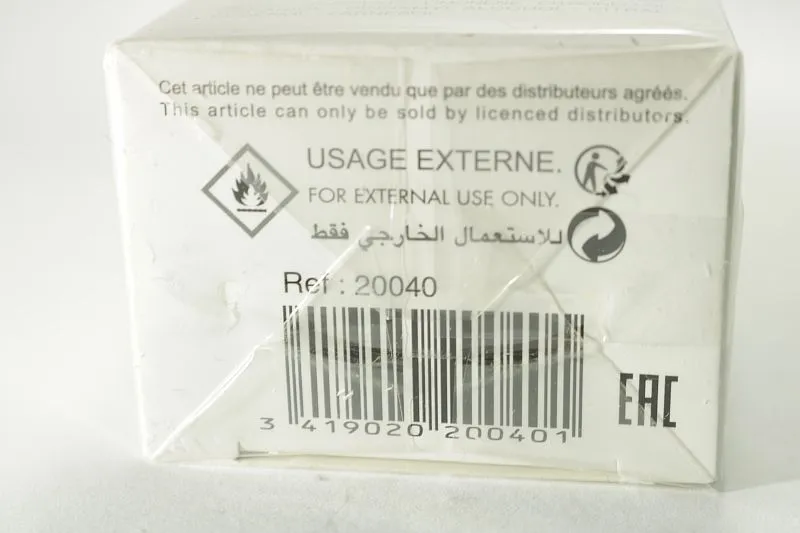 Cet article ne peut être vendu que par des distributeurs agréés.
This article can only be sold by licenced distributors.
USAGE EXTERNE.
FOR EXTERNAL USE ONLY.
للاستعمال الخارجي فقط
Ref : 20040
3 419020 200401
EAC